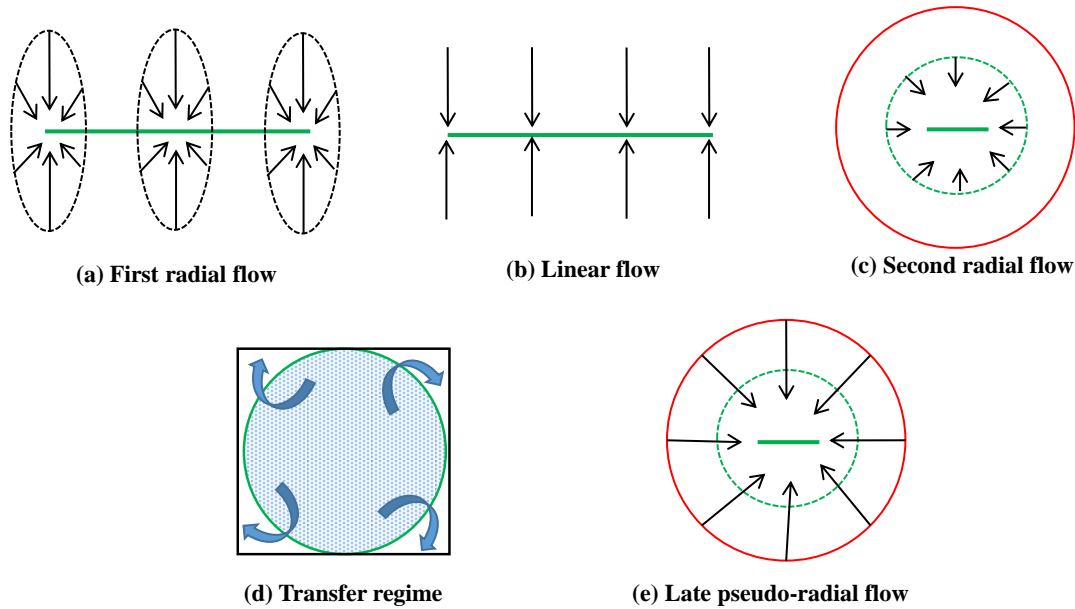 (a) First radial flow
(b) Linear flow
(c) Second radial flow
(d) Transfer regime
(e) Late pseudo-radial flow